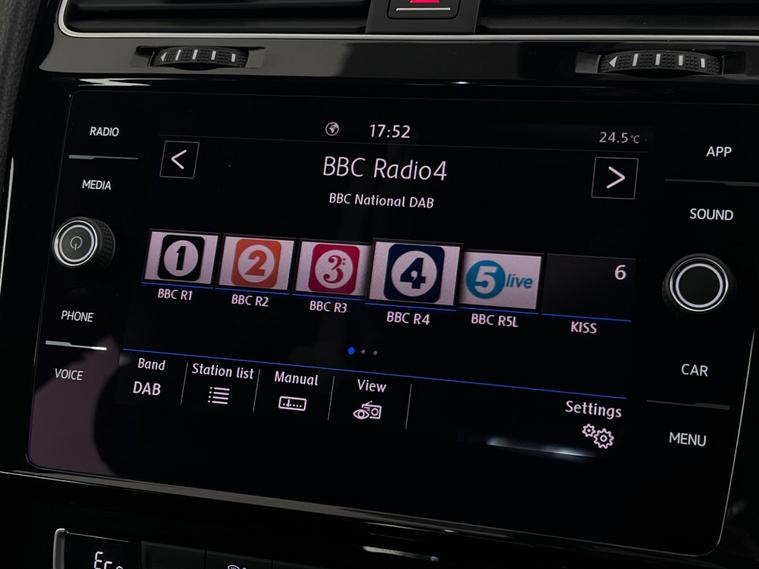 RADIO
MEDIA
PHONE
VOICE
17:52
24.5°C
<
BBC Radio4
>
BBC National DAB
1
2
3
4
5 live
6
BBC R1
BBC R2
BBC R3
BBC R4
BBC R5L
KISS
Band
DAB
Station list
Manual
View
Settings
APP
SOUND
CAR
MENU